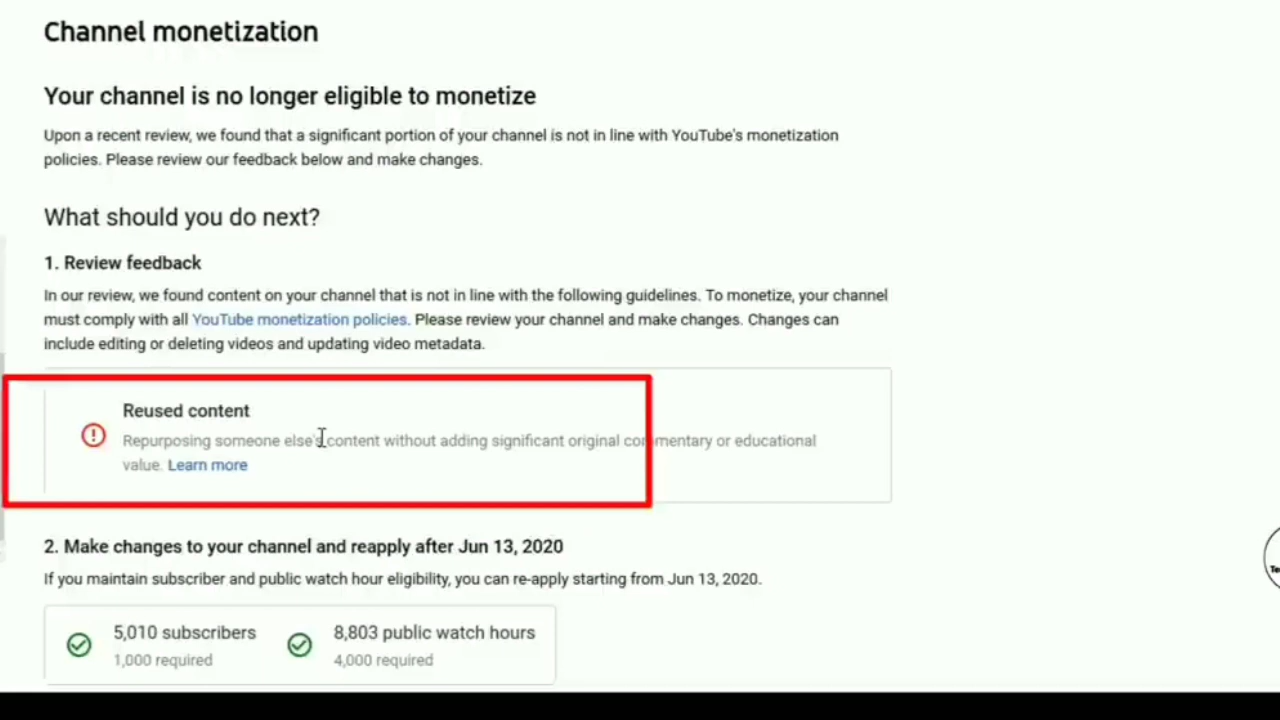 Channel monetization
Your channel is no longer eligible to monetize
Upon a recent review, we found that a significant portion of your channel is not in line with YouTube's monetization
policies. Please review our feedback below and make changes.
What should you do next?
1. Review feedback
In our review, we found content on your channel that is not in line with the following guidelines. To monetize, your channel
must comply with all YouTube monetization policies. Please review your channel and make changes. Changes can
include editing or deleting videos and updating video metadata.
Reused content
Repurposing someone else's content without adding significant original commentary or educational
value. Learn more
2. Make changes to your channel and reapply after Jun 13, 2020
If you maintain subscriber and public watch hour eligibility, you can re-apply starting from Jun 13, 2020.
5,010 subscribers
1,000 required
8,803 public watch hours
4,000 required